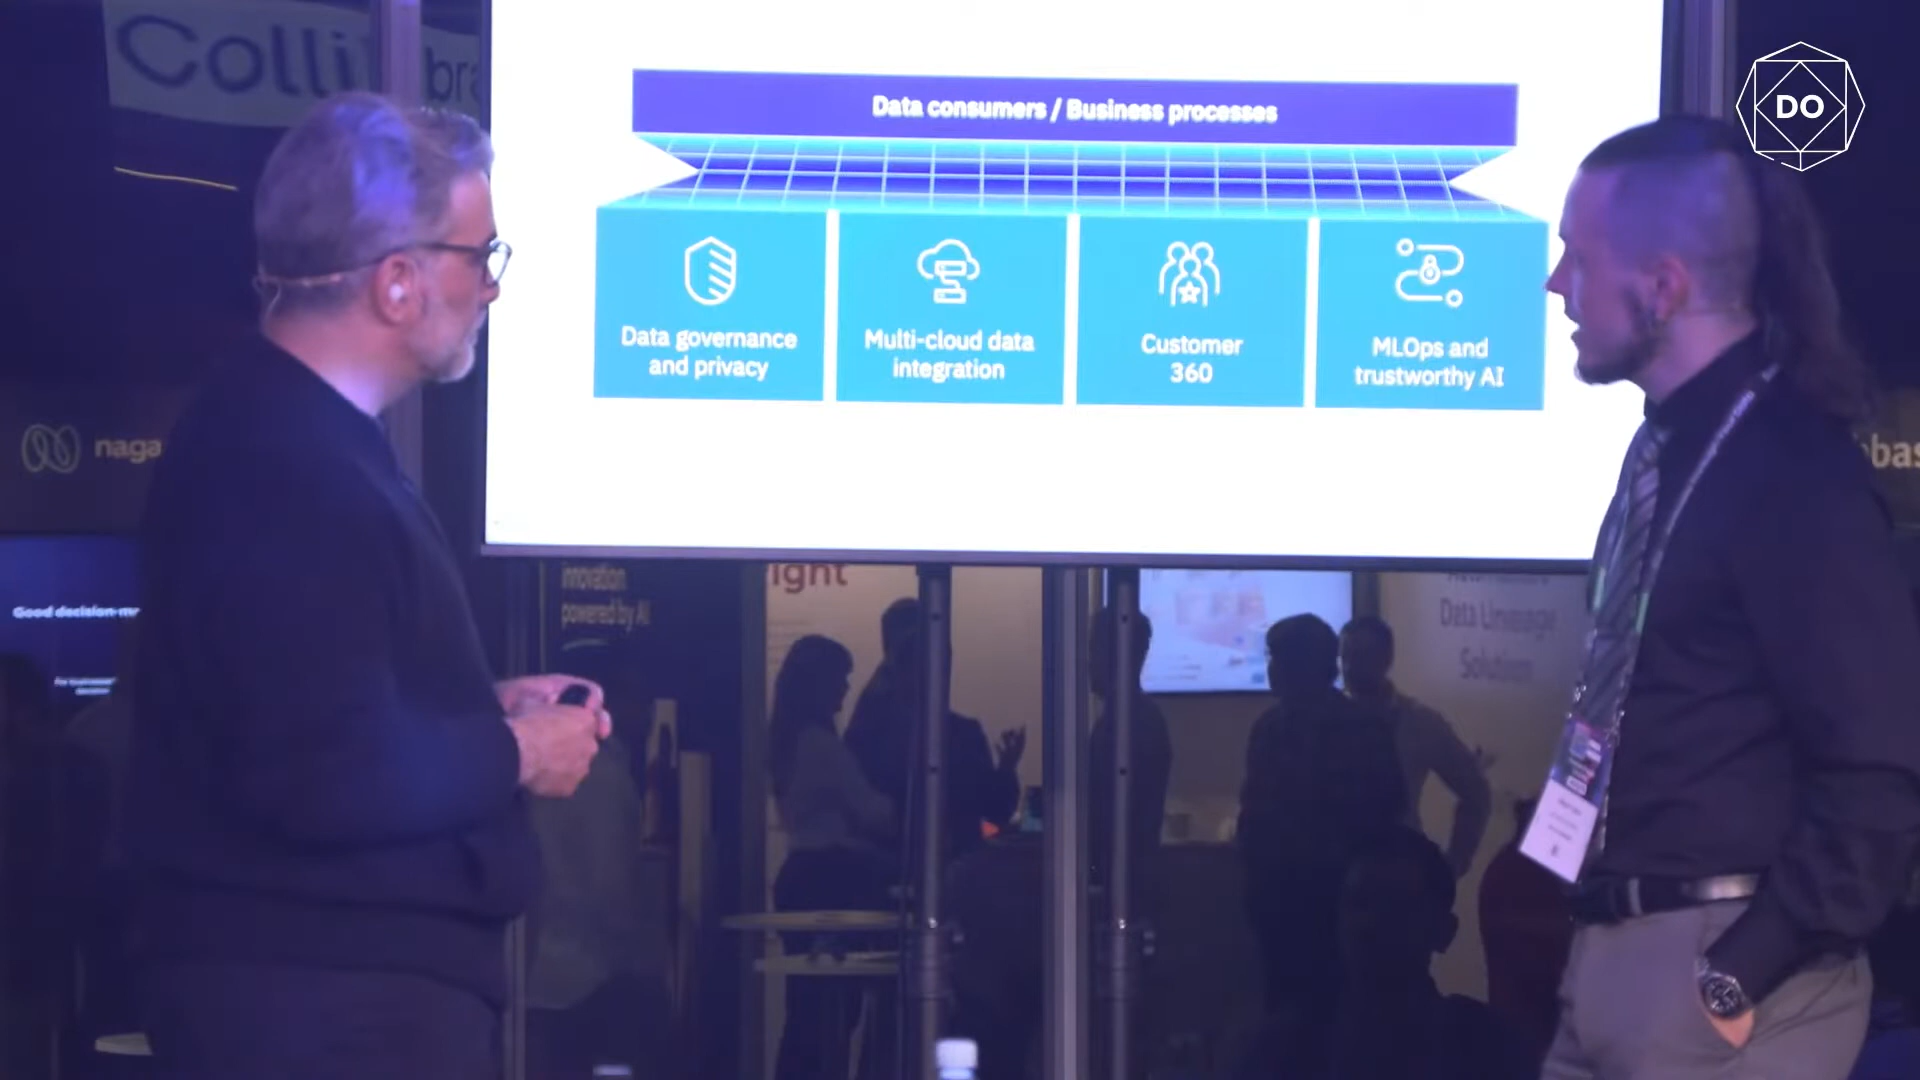 Colli bra
DO
Data consumers / Business processes
Data governance
and privacy
Multi-cloud data
integration
Customer
360
MLOps and
trustworthy AI
naga
bas
Good decision-m
innovation
powered by AI
ight
Data Lineage
Solution